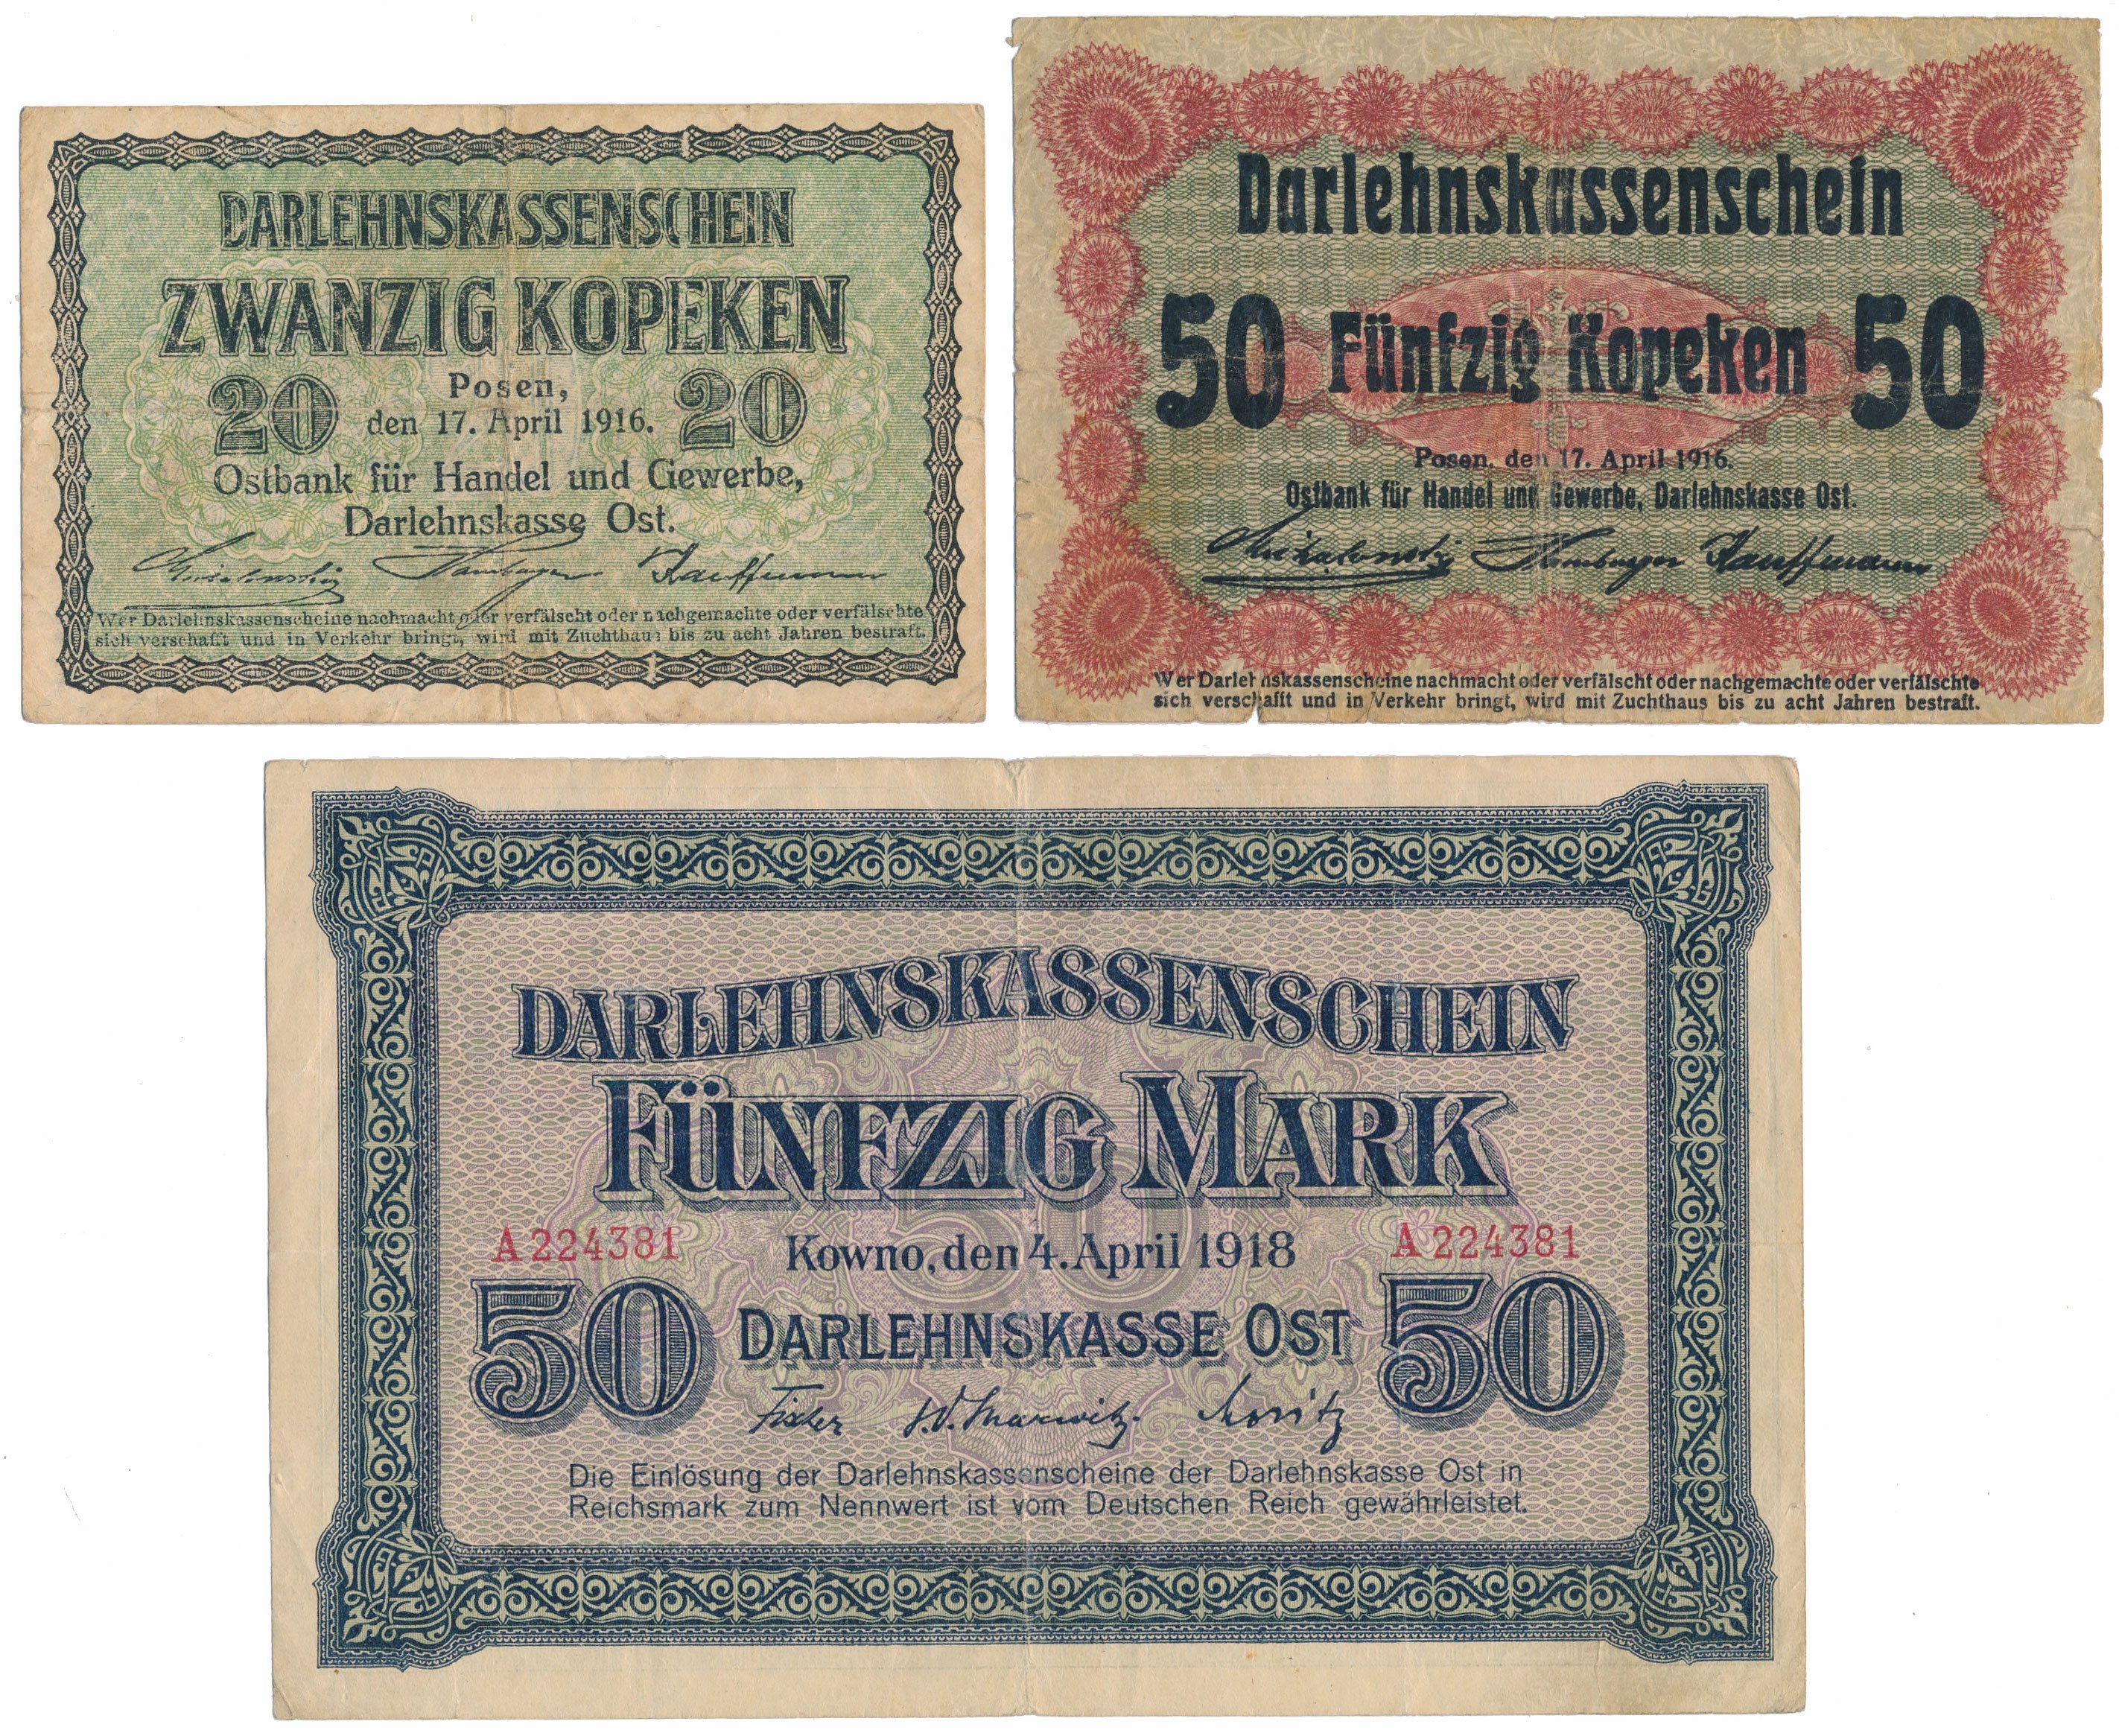 DARLEHNSKASSENSCHEIN
ZWANZIG KOPEKEN
20 Posen, 20
den 17. April 1916.
Ostbank für Handel und Gewerbe,
Darlehnskasse Ost.
Kauffmann
Wer Darlehnskassenscheine nachmacht oder verfälscht oder nachgemachte oder verfälschte
sich verschafft und in Verkehr bringt, wird mit Zuchthaus bis zu acht Jahren bestraft.
Darlehnskassenschein
50 Fünfzig Kopeken 50
Posen, den 17. April 1916.
Ostbank für Handel und Gewerbe, Darlehnskasse Ost.
Kauffmann
Wer Darlehnskassenscheine nachmacht oder verfälscht oder nachgemachte oder verfälschte
sich verschafft und in Verkehr bringt, wird mit Zuchthaus bis zu acht Jahren bestraft.
DARLEHNSKASSENSCHEIN
FÜNFZIG MARK
A 224381 Kowno, den 4. April 1918 A 224381
50 DARLEHNSKASSE OST 50
Fischer Marwitz
Die Einlösung der Darlehnskassenscheine der Darlehnskasse Ost in
Reichsmark zum Nennwert ist vom Deutschen Reich gewährleistet.